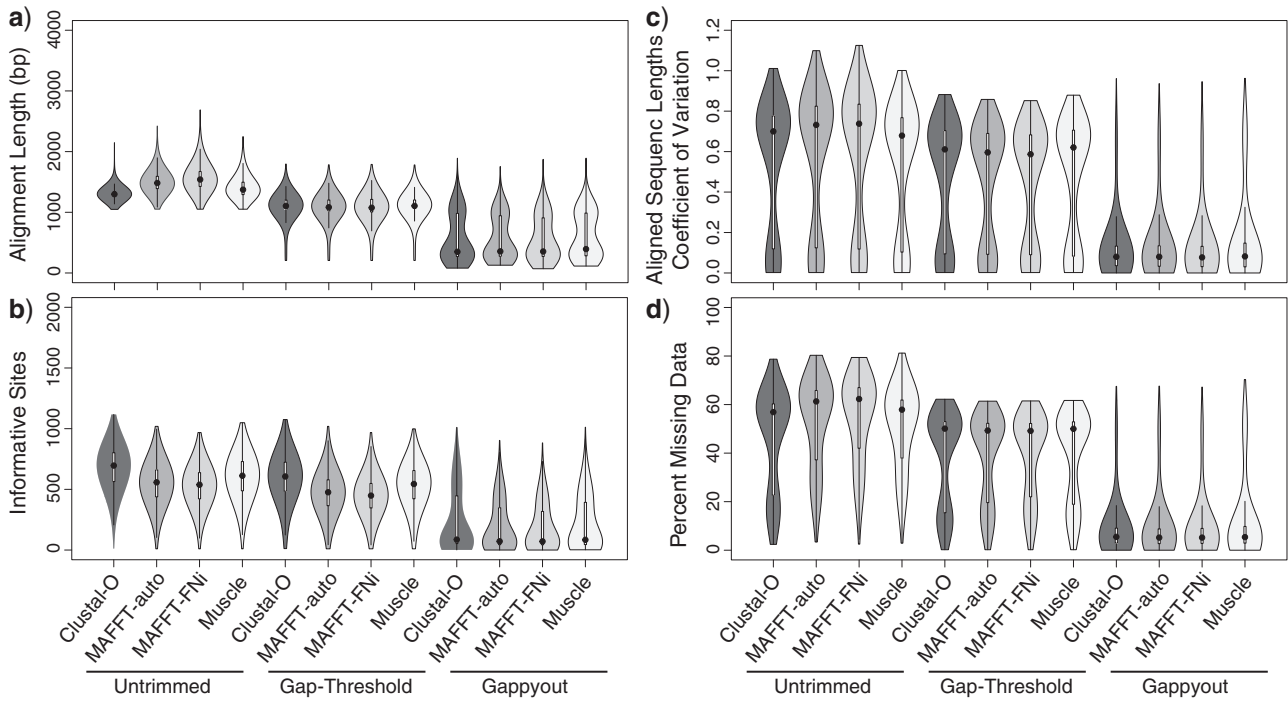 a)
Alignment Length (bp)
4000
3000
2000
1000
0
b)
Informative Sites
2000
1500
1000
500
0
Clustal-O
MAFFT-auto
MAFFT-FNi
Muscle
Clustal-O
MAFFT-auto
MAFFT-FNi
Muscle
Clustal-O
MAFFT-auto
MAFFT-FNi
Muscle
Untrimmed
Gap-Threshold
Gappyout
c)
Aligned Sequenc Lengths
Coefficient of Variation
1.2
1.0
0.8
0.6
0.4
0.2
0.0
d)
Percent Missing Data
100
80
60
40
20
0
Clustal-O
MAFFT-auto
MAFFT-FNi
Muscle
Clustal-O
MAFFT-auto
MAFFT-FNi
Muscle
Clustal-O
MAFFT-auto
MAFFT-FNi
Muscle
Untrimmed
Gap-Threshold
Gappyout